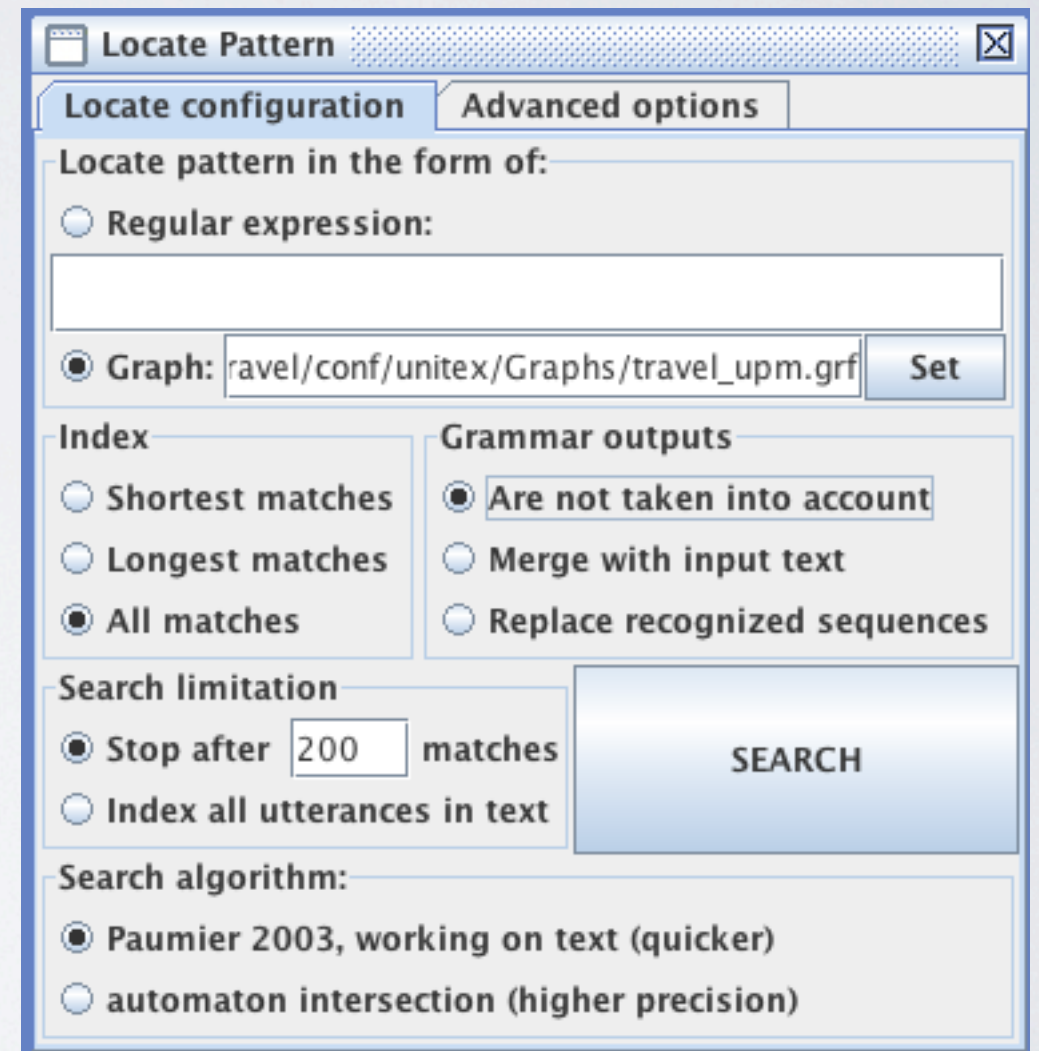 Locate Pattern
Locate configuration
Advanced options
Locate pattern in the form of:
Regular expression:
Graph: ravel/conf/unitex/Graphs/travel_upm.grf Set
Index
Shortest matches
Longest matches
All matches
Grammar outputs
Are not taken into account
Merge with input text
Replace recognized sequences
Search limitation
Stop after 200 matches
Index all utterances in text
SEARCH
Search algorithm:
Paumier 2003, working on text (quicker)
automaton intersection (higher precision)